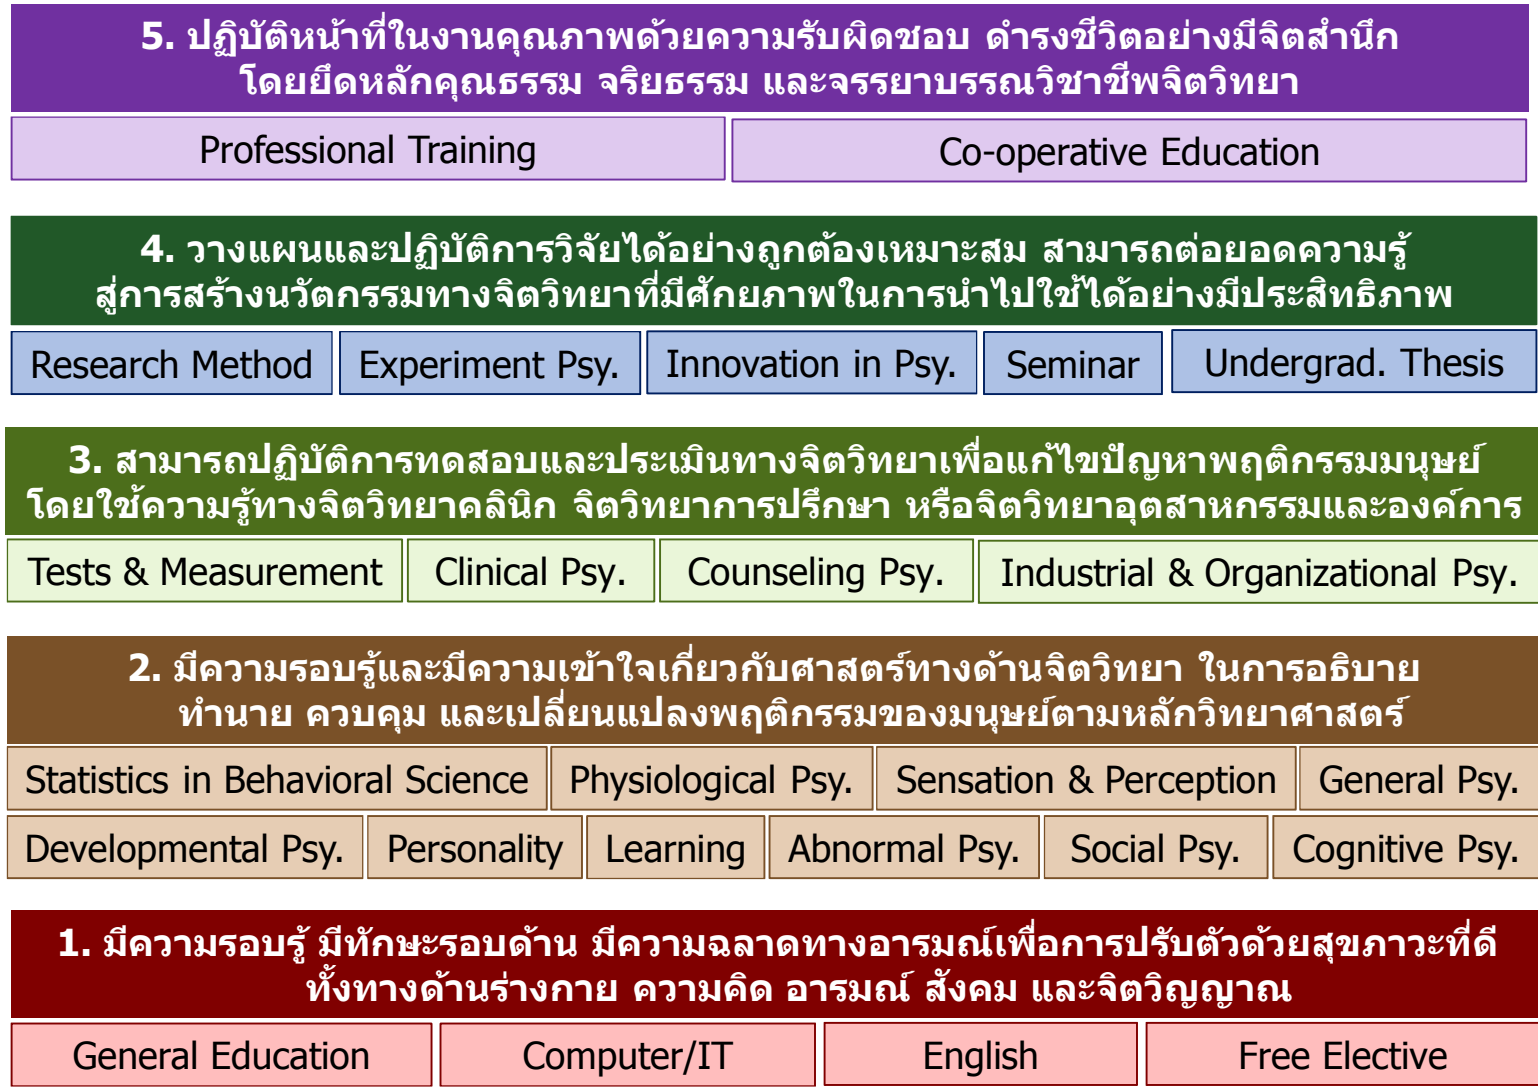 5. ปฏิบัติหน้าที่ในงานคุณภาพด้วยความรับผิดชอบ ดำรงชีวิตอย่างมีจิตสำนึก
โดยยึดหลักคุณธรรม จริยธรรม และจรรยาบรรณวิชาชีพจิตวิทยา
Professional Training
Co-operative Education
4. วางแผนและปฏิบัติการวิจัยได้อย่างถูกต้องเหมาะสม สามารถต่อยอดความรู้
สู่การสร้างนวัตกรรมทางจิตวิทยาที่มีศักยภาพในการนำไปใช้ได้อย่างมีประสิทธิภาพ
Research Method
Experiment Psy.
Innovation in Psy.
Seminar
Undergrad. Thesis
3. สามารถปฏิบัติการทดสอบและประเมินทางจิตวิทยาเพื่อแก้ไขปัญหาพฤติกรรมมนุษย์
โดยใช้ความรู้ทางจิตวิทยาคลินิก จิตวิทยาการปรึกษา หรือจิตวิทยาอุตสาหกรรมและองค์การ
Tests & Measurement
Clinical Psy.
Counseling Psy.
Industrial & Organizational Psy.
2. มีความรอบรู้และมีความเข้าใจเกี่ยวกับศาสตร์ทางด้านจิตวิทยา ในการอธิบาย
ทำนาย ควบคุม และเปลี่ยนแปลงพฤติกรรมของมนุษย์ตามหลักวิทยาศาสตร์
Statistics in Behavioral Science
Physiological Psy.
Sensation & Perception
General Psy.
Developmental Psy.
Personality
Learning
Abnormal Psy.
Social Psy.
Cognitive Psy.
1. มีความรอบรู้ มีทักษะรอบด้าน มีความฉลาดทางอารมณ์เพื่อการปรับตัวด้วยสุขภาวะที่ดี
ทั้งทางด้านร่างกาย ความคิด อารมณ์ สังคม และจิตวิญญาณ
General Education
Computer/IT
English
Free Elective